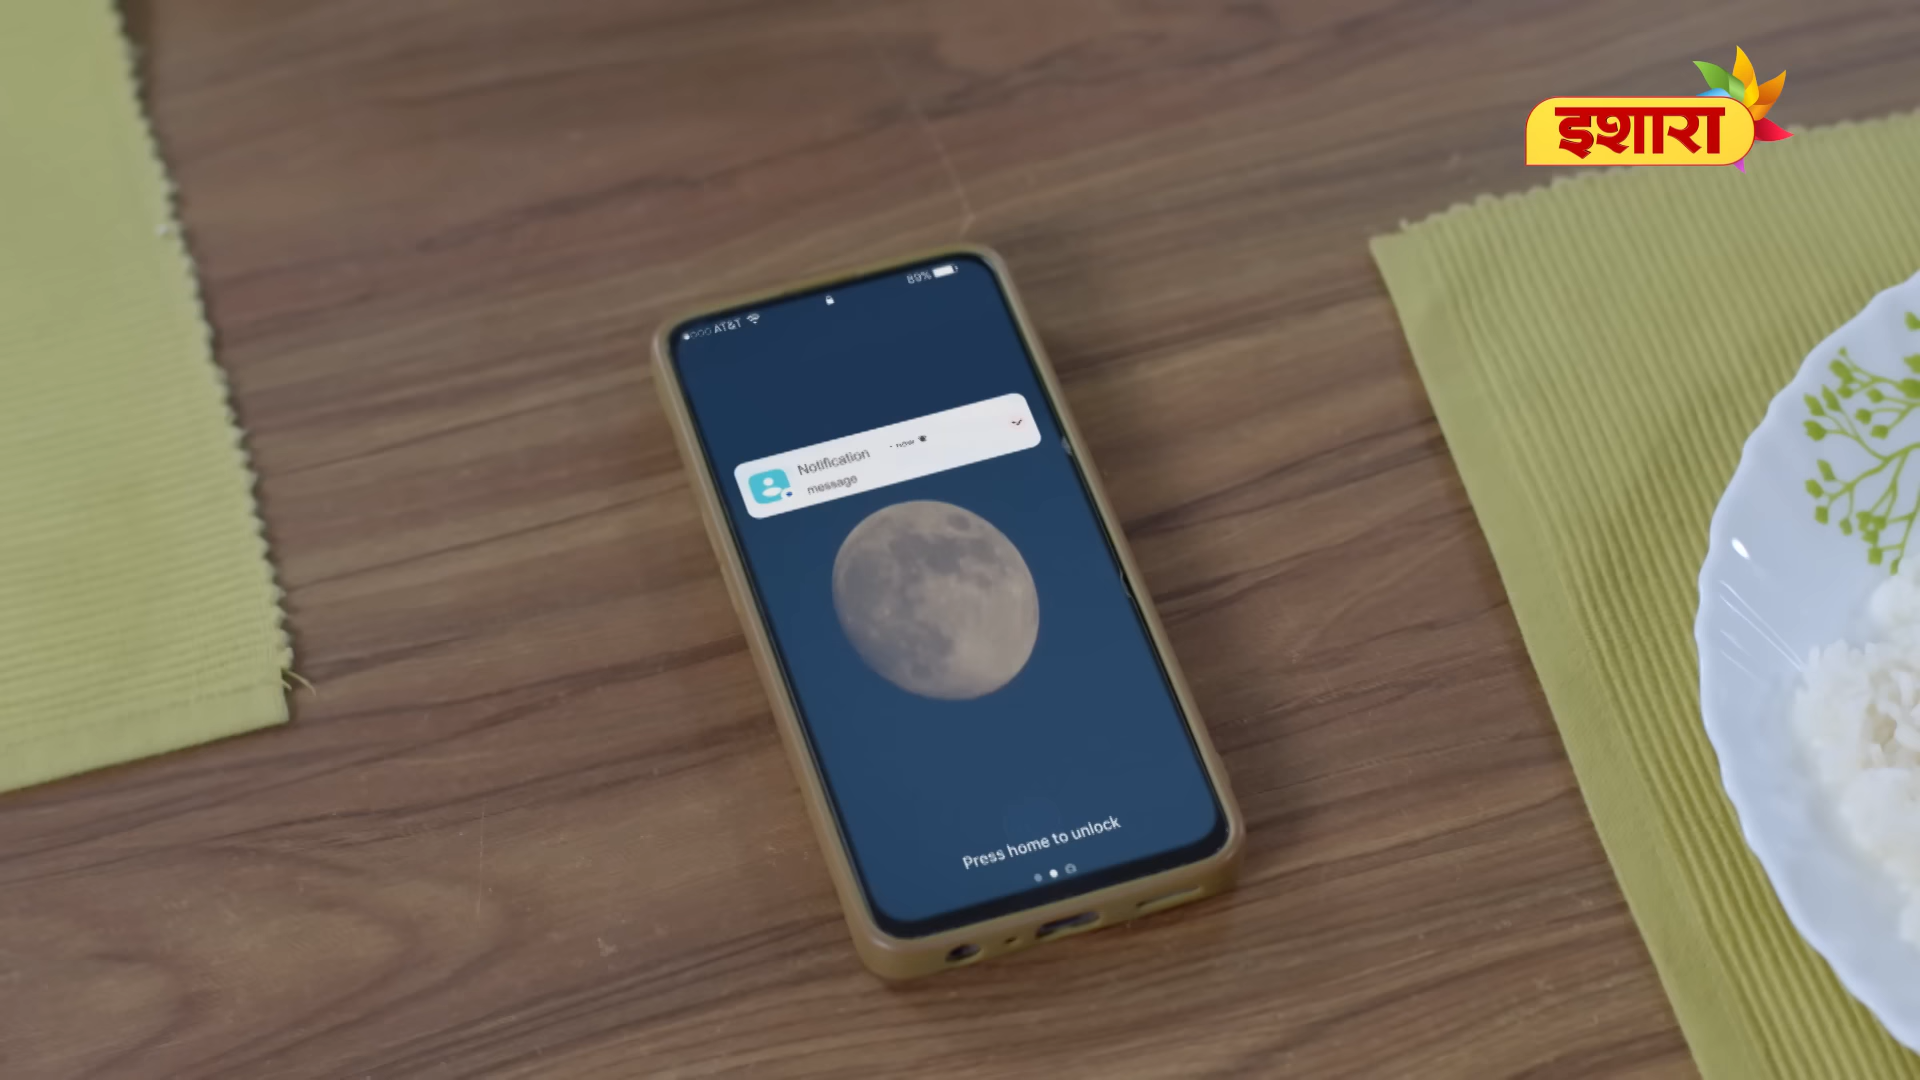 इशारा
AT&T
89%
Notification
now
message
Press home to unlock